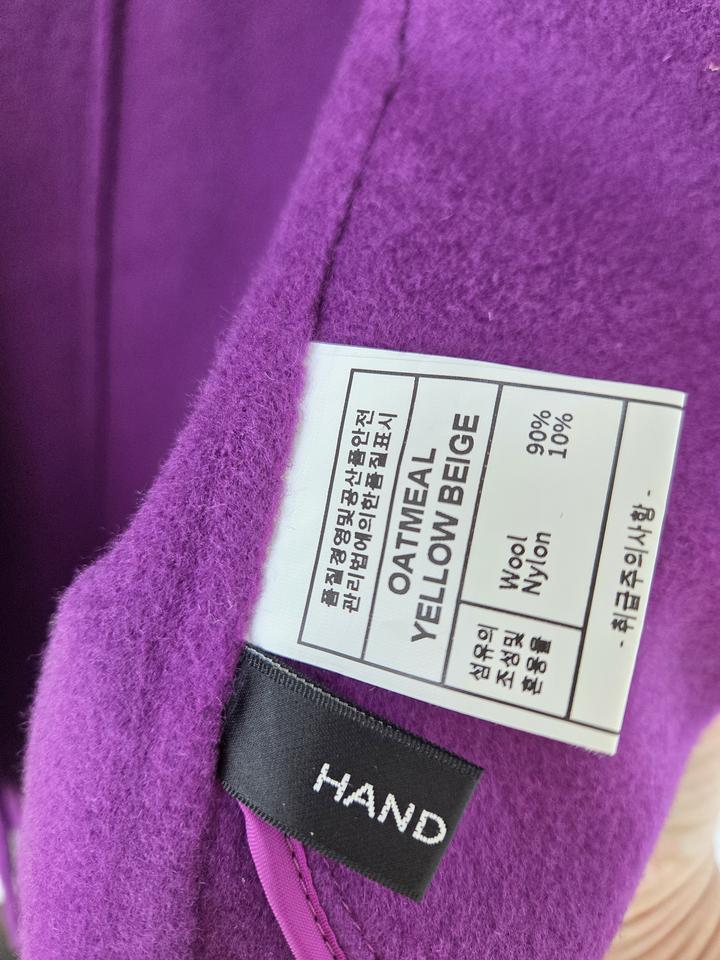 품질경영및공산품안전
관리법에의한품질표시
OATMEAL
YELLOW BEIGE
섬유의
조성및
혼용률
Wool 90%
Nylon 10%
- 취급주의사항 -
HAND